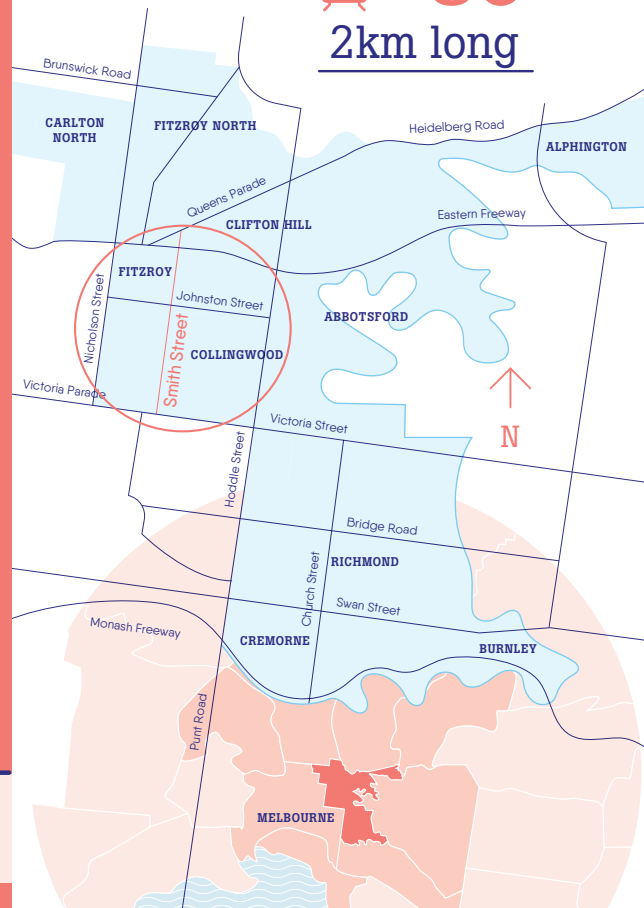 2km long
Brunswick Road
CARLTON
NORTH
FITZROY NORTH
Heidelberg Road
ALPHINGTON
Queens Parade
CLIFTON HILL
Eastern Freeway
FITZROY
Nicholson Street
Johnston Street
ABBOTSFORD
Smith Street
COLLINGWOOD
Victoria Parade
Victoria Street
N
Hoddle Street
Bridge Road
RICHMOND
Church Street
Swan Street
Monash Freeway
CREMORNE
BURNLEY
Punt Road
MELBOURNE